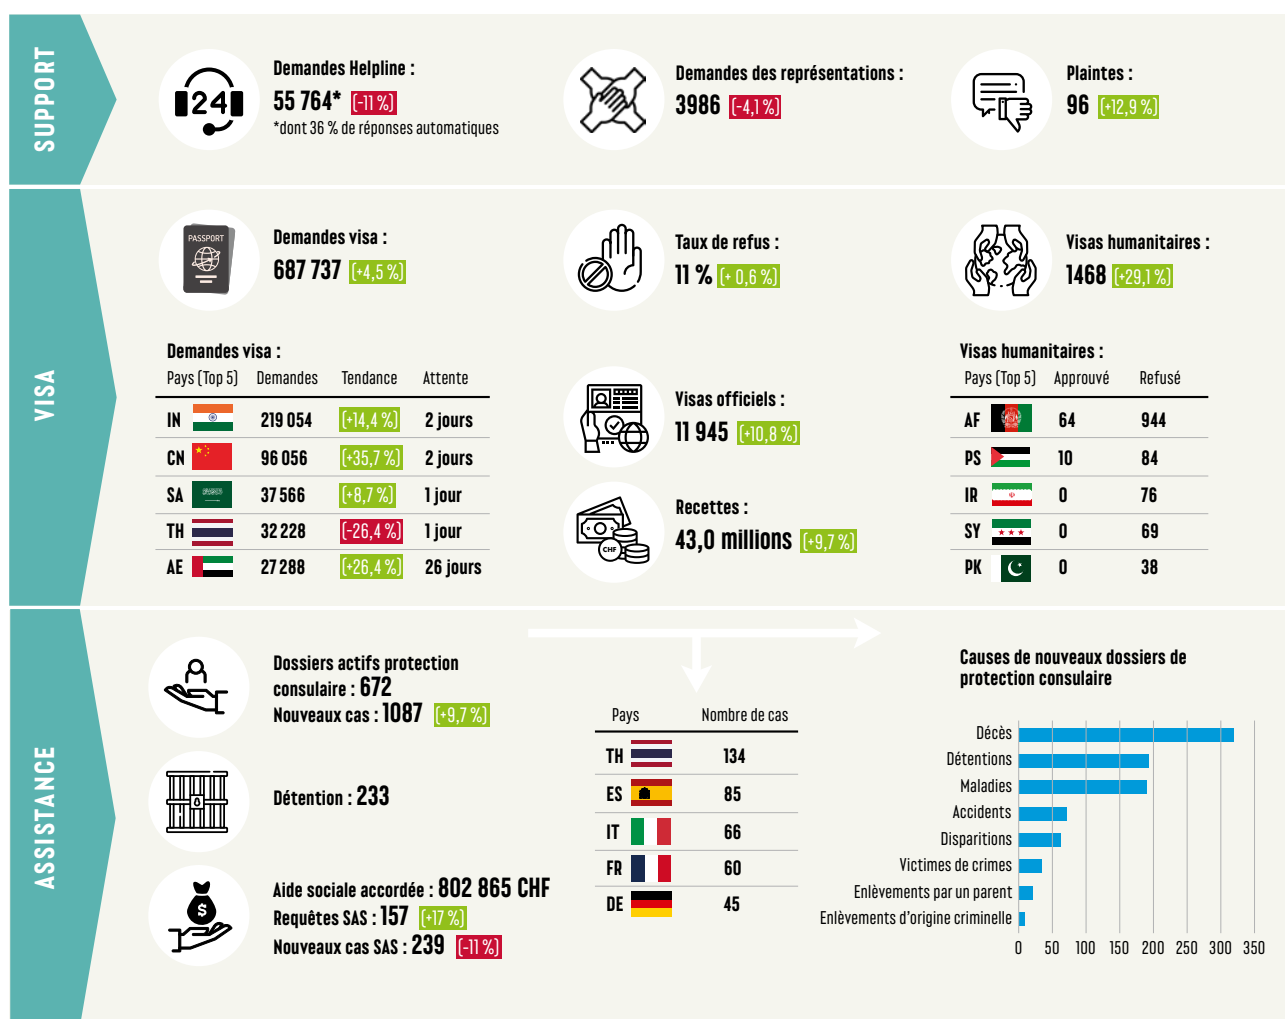 SUPPORT
24
Demandes Helpline :
55 764* (-11 %)
*dont 36 % de réponses automatiques
Demandes des représentations :
3986 (-4,1 %)
Plaintes :
96 (+12,9 %)
VISA
PASSPORT
Demandes visa :
687 737 (+4,5 %)
Taux de refus :
11 % (+ 0,6 %)
Visas humanitaires :
1468 (+29,1 %)
Demandes visa :
Pays (Top 5) Demandes Tendance Attente
IN 219 054 (+14,4 %) 2 jours
CN 96 056 (+35,7 %) 2 jours
SA 37 566 (+8,7 %) 1 jour
TH 32 228 (-26,4 %) 1 jour
AE 27 288 (+26,4 %) 26 jours
Visas officiels :
11 945 (+10,8 %)
CHF
Recettes :
43,0 millions (+9,7 %)
Visas humanitaires :
Pays (Top 5) Approuvé Refusé
AF 64 944
PS 10 84
IR 0 76
SY 0 69
PK 0 38
ASSISTANCE
Dossiers actifs protection
consulaire : 672
Nouveaux cas : 1087 (+9,7 %)
Détention : 233
$
Aide sociale accordée : 802 865 CHF
Requêtes SAS : 157 (+17 %)
Nouveaux cas SAS : 239 (-11 %)
Pays Nombre de cas
TH 134
ES 85
IT 66
FR 60
DE 45
Causes de nouveaux dossiers de
protection consulaire
Décès
Détentions
Maladies
Accidents
Disparitions
Victimes de crimes
Enlèvements par un parent
Enlèvements d'origine criminelle
0 50 100 150 200 250 300 350